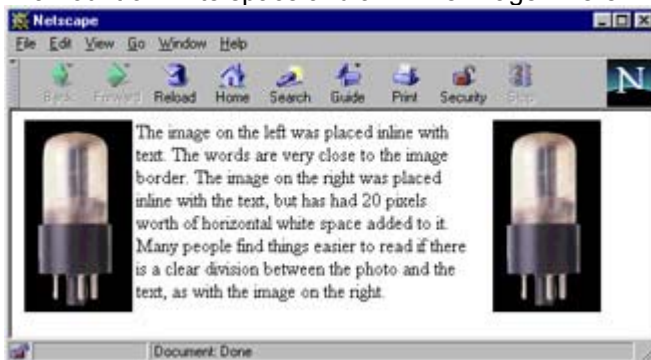 Netscape
File Edit View Go Window Help
Back Forward Reload Home Search Guide Print Security Stop
N
The image on the left was placed inline with
text. The words are very close to the image
border. The image on the right was placed
inline with the text, but has had 20 pixels
worth of horizontal white space added to it.
Many people find things easier to read if there
is a clear division between the photo and the
text, as with the image on the right.
Document: Done